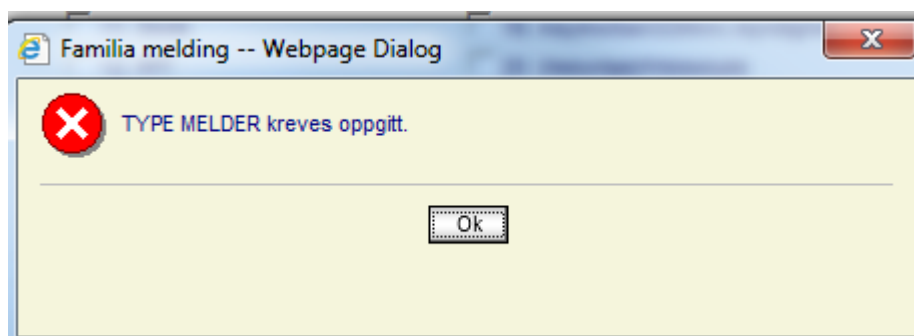 Familia melding -- Webpage Dialog
TYPE MELDER kreves oppgitt.
Ok